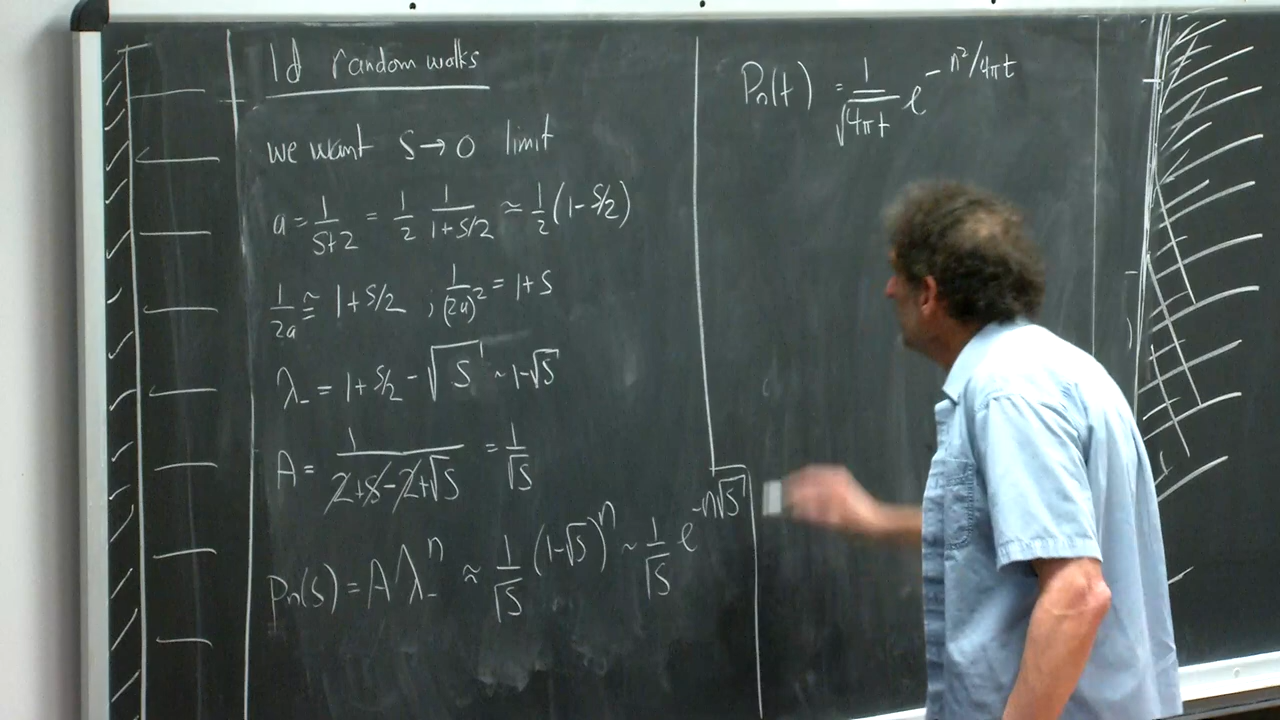 1d random walks
we want S→0 limit
a = 1/(S+2) = 1/2 1/(1+S/2) ≃ 1/2 (1-S/2)
1/2a ≅ 1+S/2 ; 1/(2a)² = 1+S
λ₋ = 1+S/2 - √S ~ 1-√S
A = 1/(2+S-2+√S) = 1/√S
Pn(s) = Aλ₋ⁿ ≈ 1/√S (1-√S)ⁿ ~ 1/√S e^(-n√S)
Pn(t) = 1/√(4πt) e^(-n²/4πt)